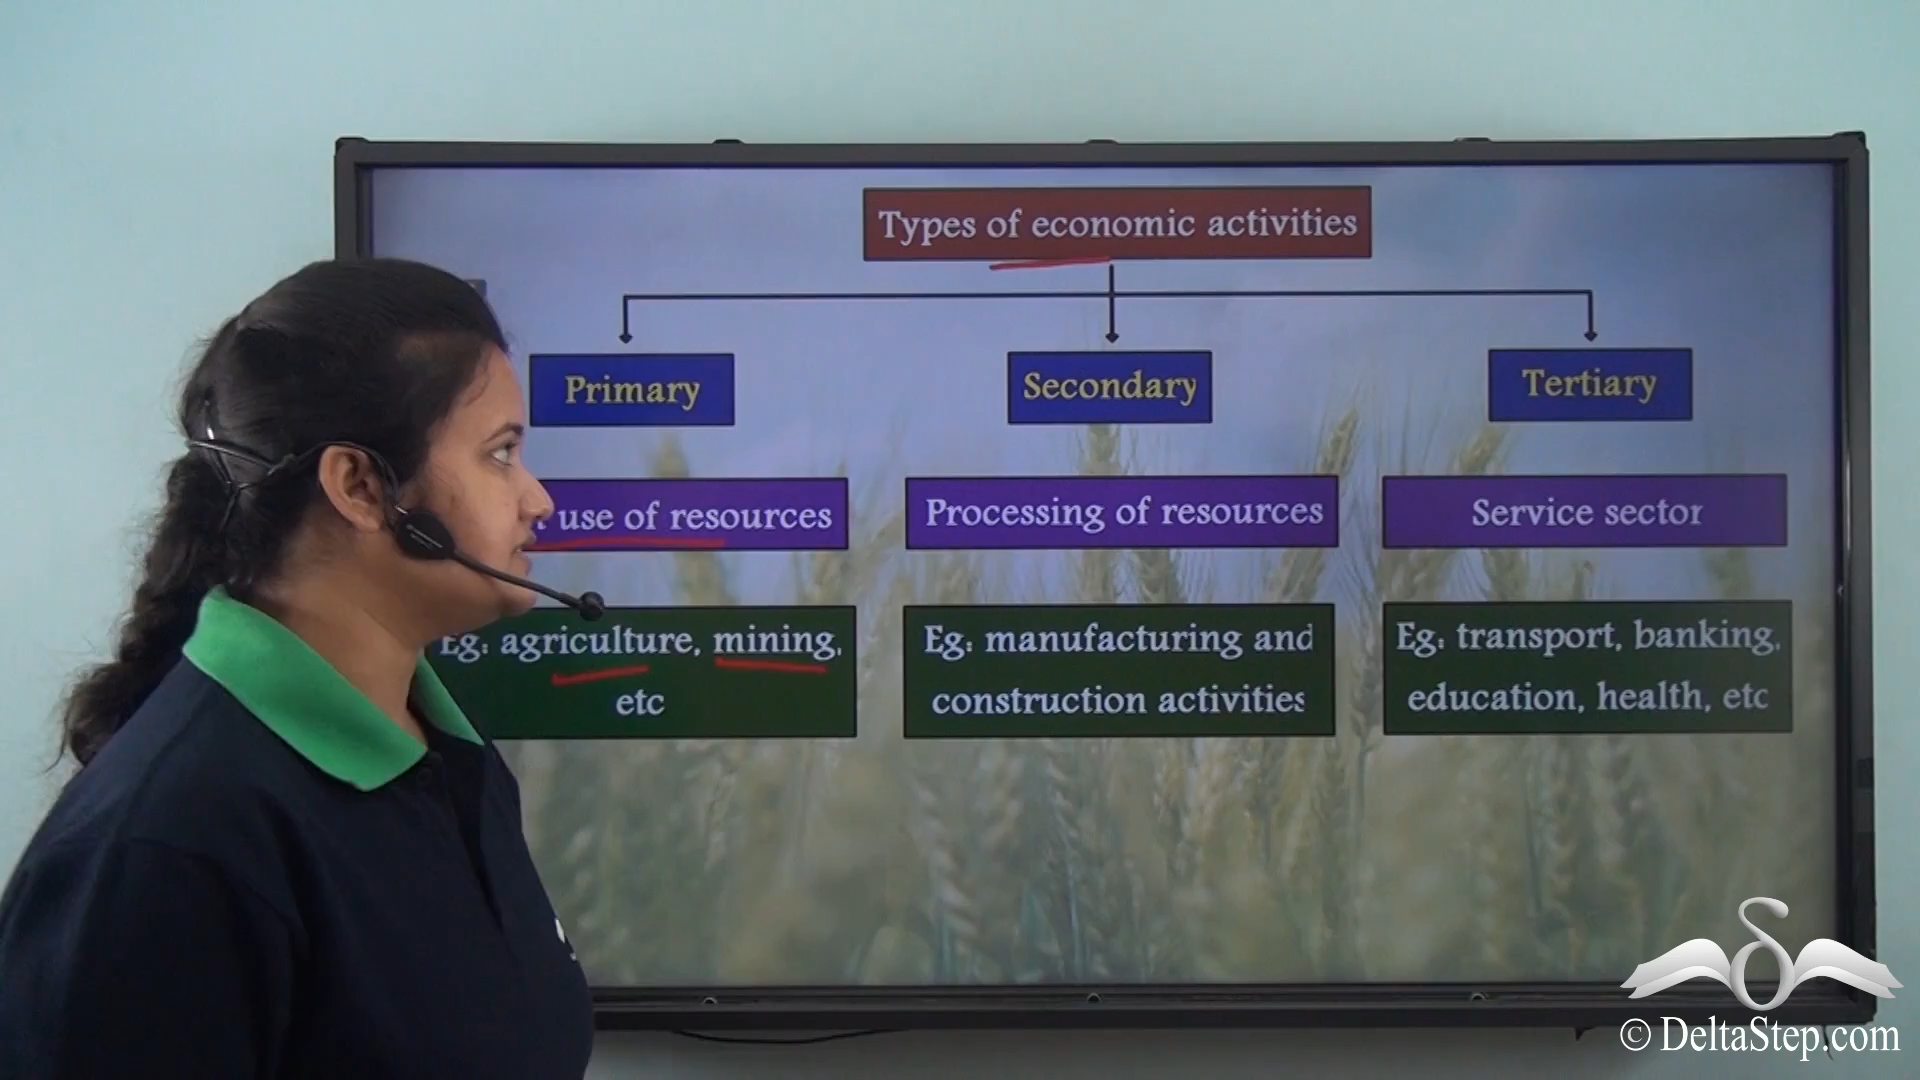 Types of economic activities
Primary
Secondary
Tertiary
use of resources
Processing of resources
Service sector
Eg: agriculture, mining,
etc
Eg: manufacturing and
construction activities
Eg: transport, banking,
education, health, etc
© DeltaStep.com